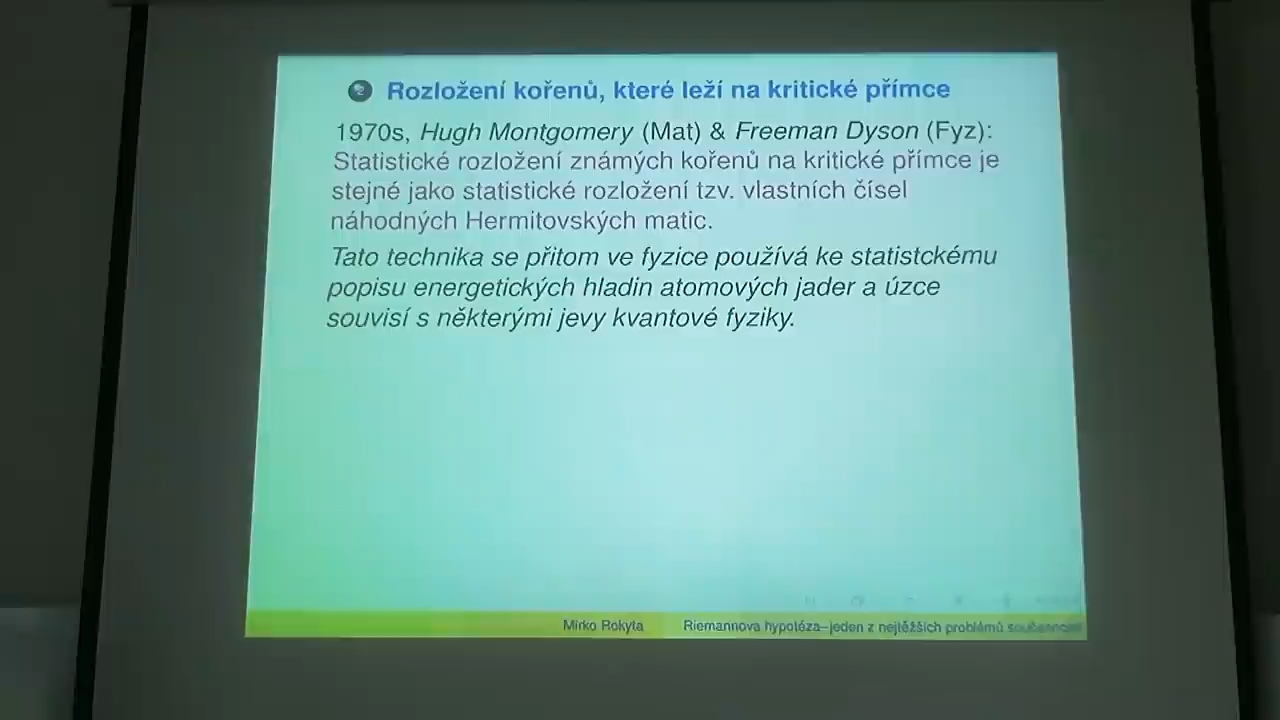 2 Rozložení kořenů, které leží na kritické přímce
1970s, Hugh Montgomery (Mat) & Freeman Dyson (Fyz):
Statistické rozložení známých kořenů na kritické přímce je
stejné jako statistické rozložení tzv. vlastních čísel
náhodných Hermitovských matic.
Tato technika se přitom ve fyzice používá ke statistckému
popisu energetických hladin atomových jader a úzce
souvisí s některými jevy kvantové fyziky.
Mirko Rokyta Riemannova hypotéza–jeden z nejtěžších problémů současnosti